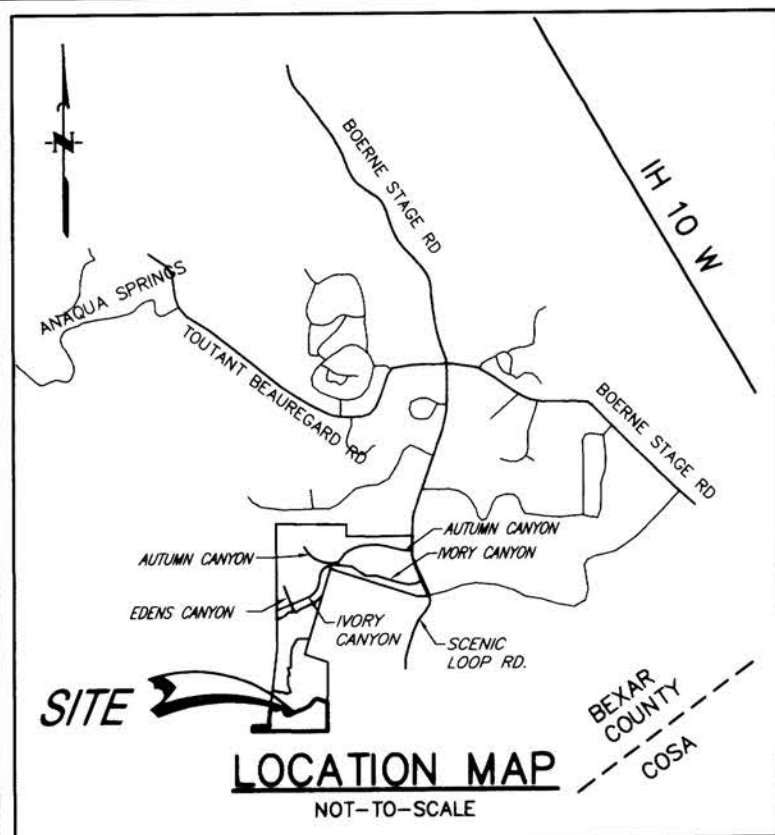 N
BOERNE STAGE RD
IH 10 W
ANAQUA SPRINGS
TOUTANT BEAUREGARD RD
BOERNE STAGE RD
AUTUMN CANYON
AUTUMN CANYON
IVORY CANYON
EDENS CANYON
IVORY
CANYON
SCENIC
LOOP RD.
SITE
BEXAR
COUNTY
COSA
LOCATION MAP
NOT-TO-SCALE